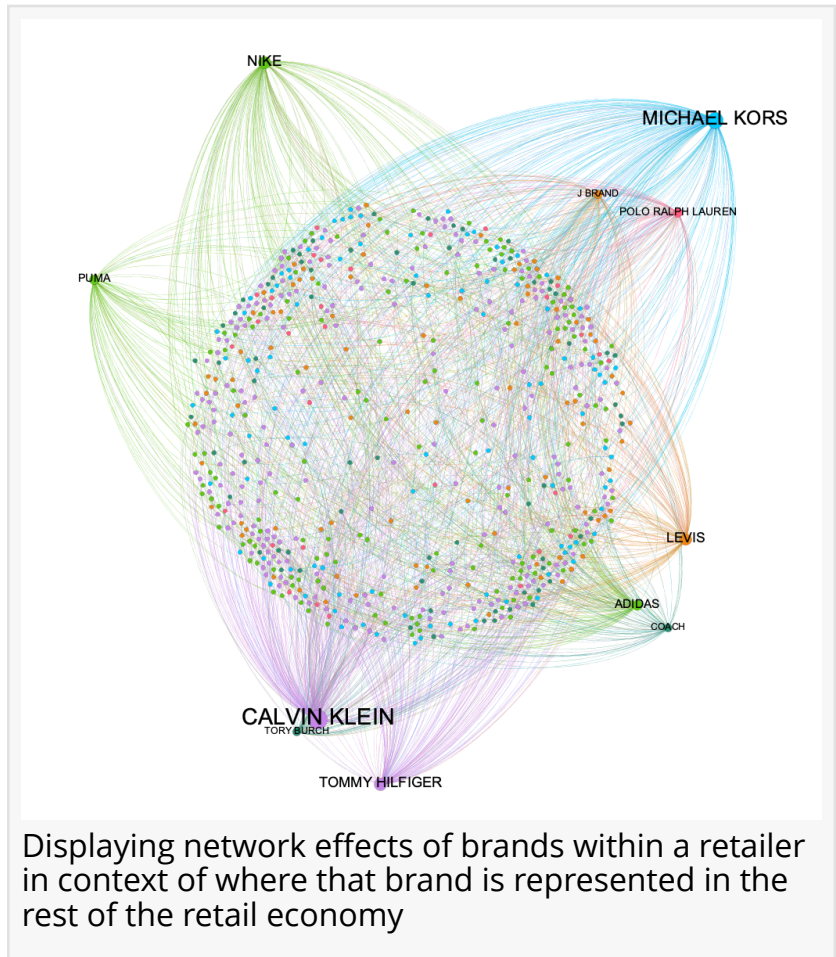 NIKE
MICHAEL KORS
J BRAND
POLO RALPH LAUREN
PUMA
LEVIS
ADIDAS
COACH
CALVIN KLEIN
TORY BURCH
TOMMY HILFIGER
Displaying network effects of brands within a retailer
in context of where that brand is represented in the
rest of the retail economy